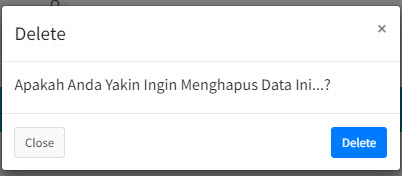 Delete
×
Apakah Anda Yakin Ingin Menghapus Data Ini...?
Close
Delete